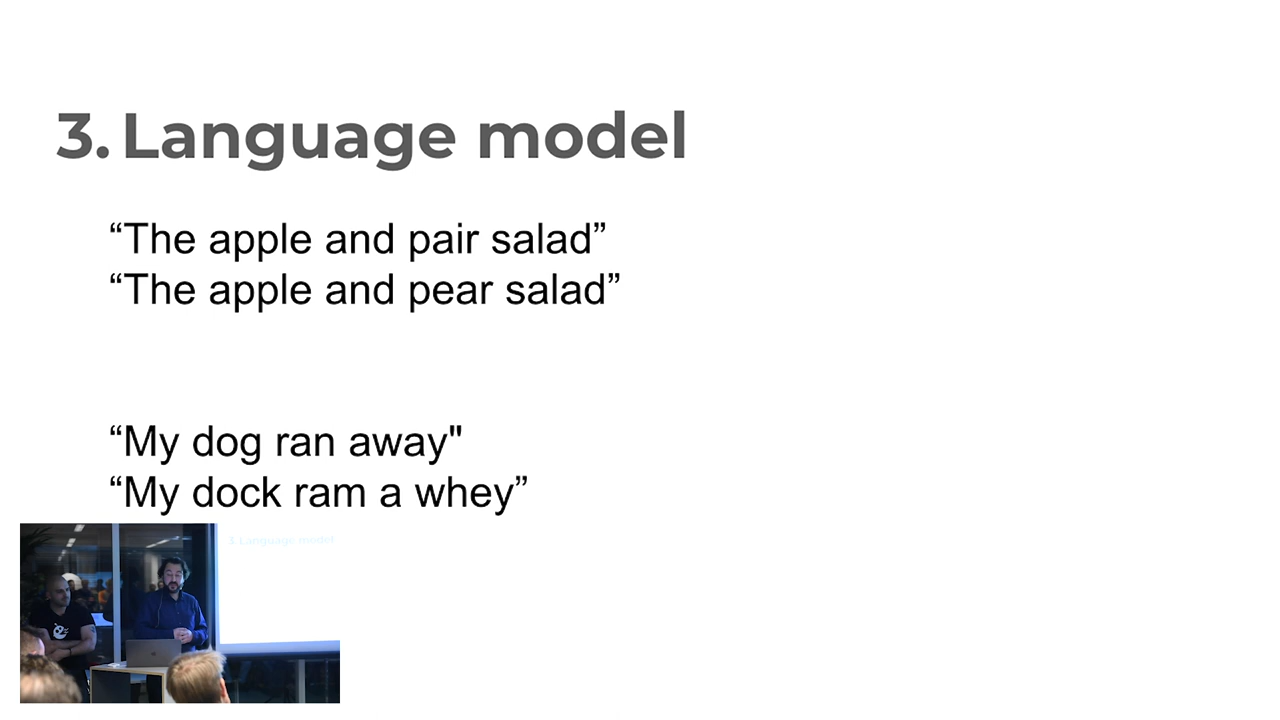 3. Language model
“The apple and pair salad”
“The apple and pear salad”
“My dog ran away"
“My dock ram a whey”
3. Language model